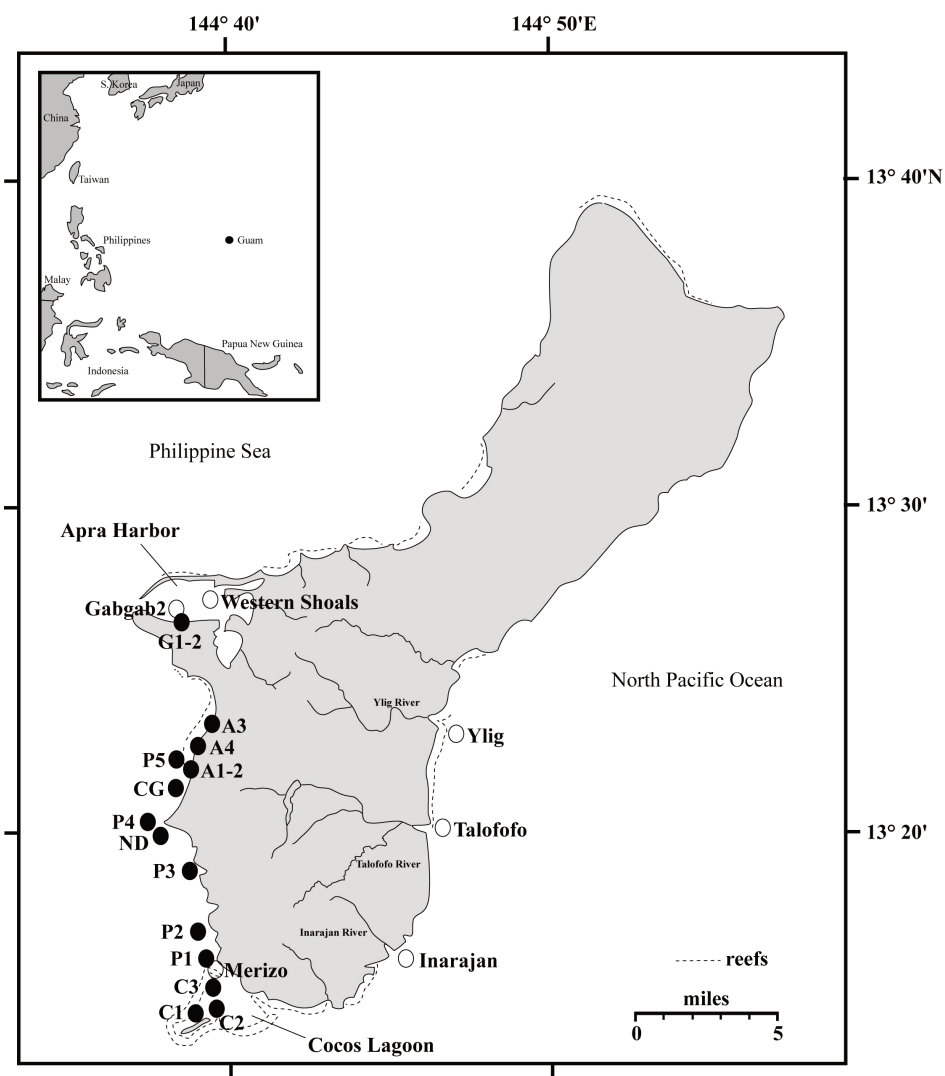 144° 40'
144° 50'E
S. Korea
Japan
China
Taiwan
Philippines
Guam
Malay
Papua New Guinea
Indonesia
13° 40'N
Philippine Sea
13° 30'
Apra Harbor
Gabgab2
Western Shoals
G1-2
North Pacific Ocean
Ylig River
A3
Ylig
A4
P5
A1-2
CG
P4
Talofofo
13° 20'
ND
Talofofo River
P3
P2
Inarajan River
P1
Inarajan
reefs
Merizo
C3
miles
C1
C2
0
5
Cocos Lagoon